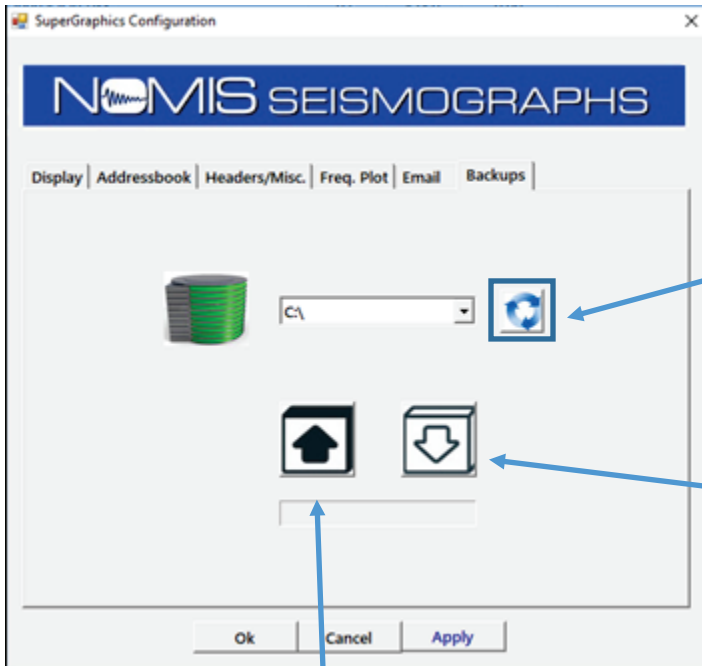 SuperGraphics Configuration
NOMIS SEISMOGRAPHS
Display Addressbook Headers/Misc. Freq. Plot Email Backups
C:\
Ok Cancel Apply